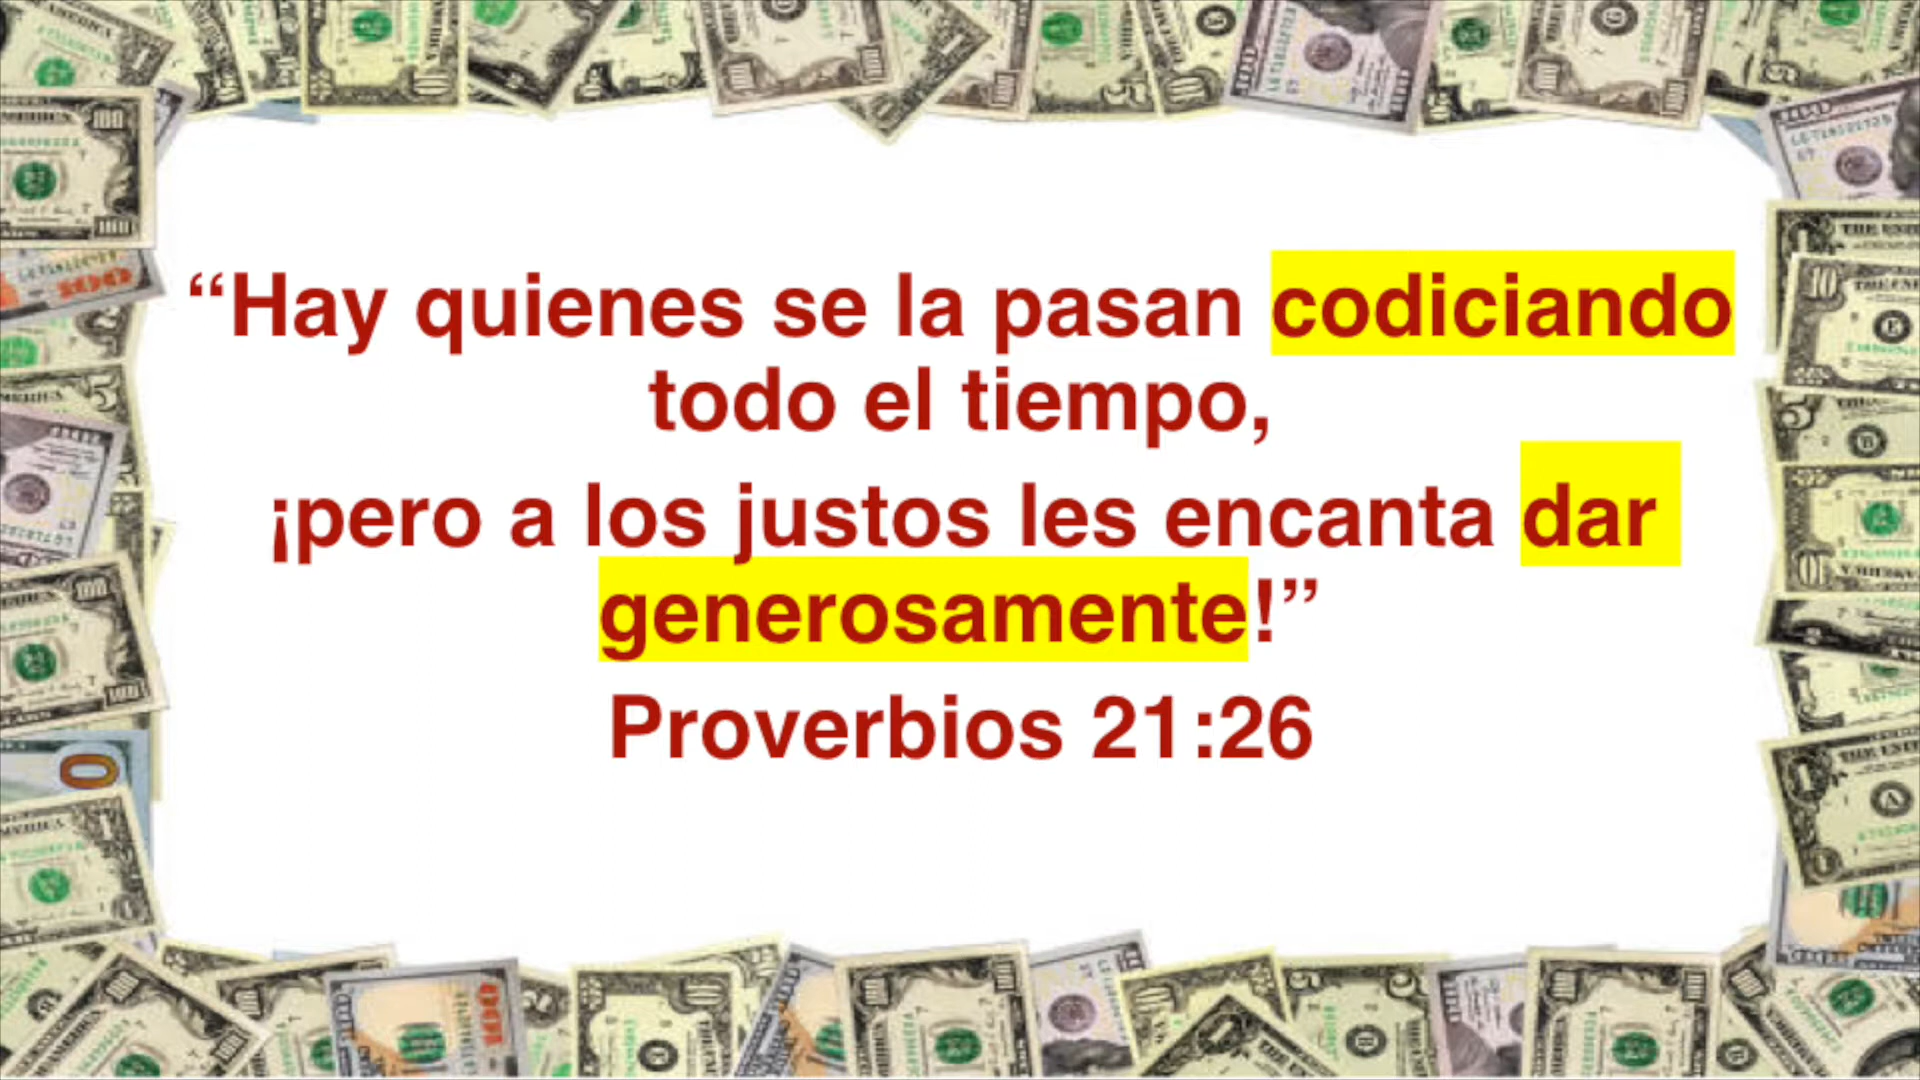 “Hay quienes se la pasan codiciando
todo el tiempo,
¡pero a los justos les encanta dar
generosamente!”
Proverbios 21:26